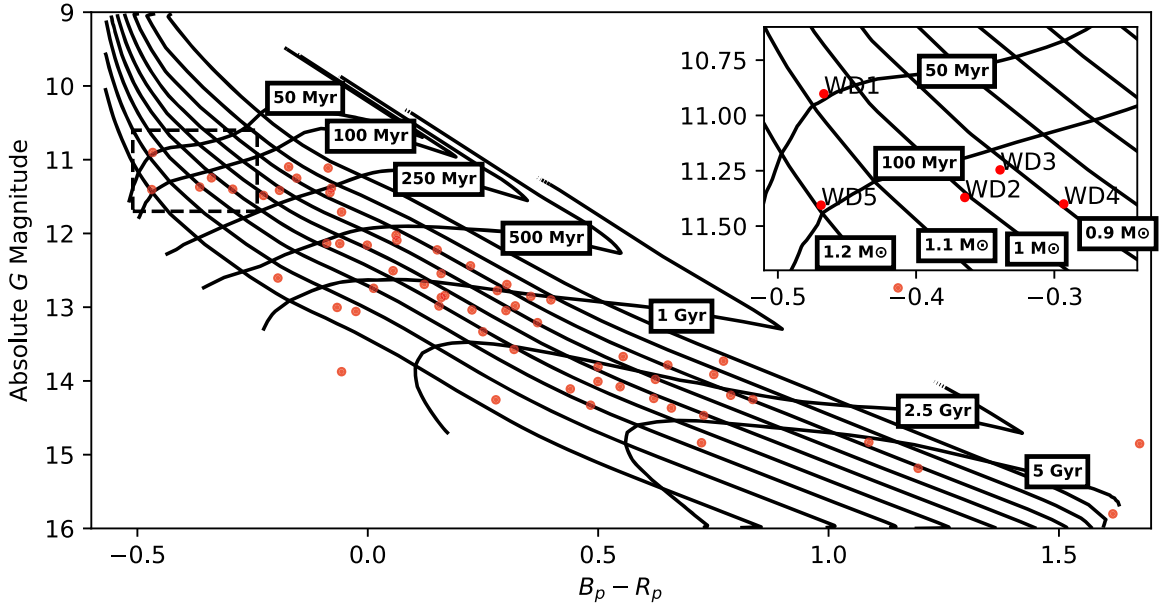 9
10
11
12
13
14
15
16
Absolute G Magnitude
−0.5
0.0
0.5
1.0
1.5
B_p − R_p
50 Myr
100 Myr
250 Myr
500 Myr
1 Gyr
2.5 Gyr
5 Gyr
10.75
11.00
11.25
11.50
−0.5
−0.4
−0.3
50 Myr
100 Myr
WD1
WD3
WD2
WD4
WD5
1.2 M⊙
1.1 M⊙
1 M⊙
0.9 M⊙